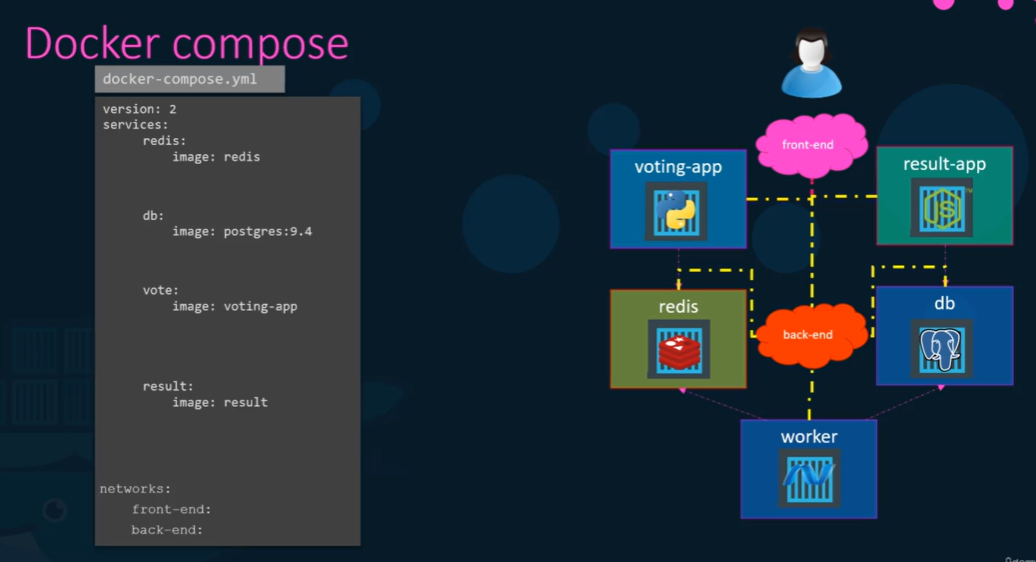 Docker compose
docker-compose.yml
version: 2
services:
redis:
image: redis
db:
image: postgres:9.4
vote:
image: voting-app
result:
image: result
networks:
front-end:
back-end:
front-end
voting-app
result-app
redis
back-end
db
worker